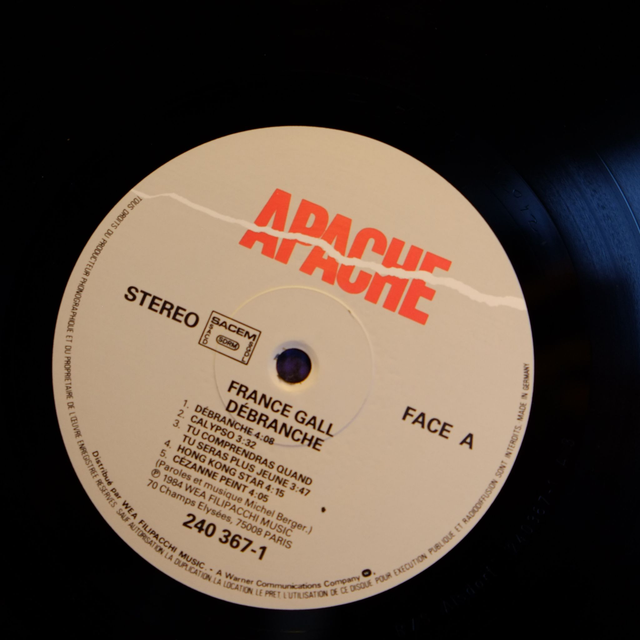 APACHE
STEREO
SACEM
SDRM
FACE A
FRANCE GALL
DÉBRANCHE
1. DÉBRANCHE 4:08
2. CALYPSO 3:32
3. TU COMPRENDRAS QUAND
TU SERAS PLUS JEUNE 3:47
4. HONG KONG STAR 4:15
5. CÉZANNE PEINT 4:05
(Paroles et musique Michel Berger.)
℗ 1984 WEA FILIPACCHI MUSIC
70 Champs Elysées, 75008 PARIS
240 367-1
TOUS DROITS DU PRODUCTEUR PHONOGRAPHIQUE ET DU PROPRIETAIRE DE L'ŒUVRE ENREGISTREE RESERVES. SAUF AUTORISATION, LA DUPLICATION, LA LOCATION, LE PRET, L'UTILISATION DE CE DISQUE POUR EXECUTION PUBLIQUE ET RADIODIFFUSION SONT INTERDITS. MADE IN GERMANY
Distribué par WEA FILIPACCHI MUSIC. - A Warner Communications Company